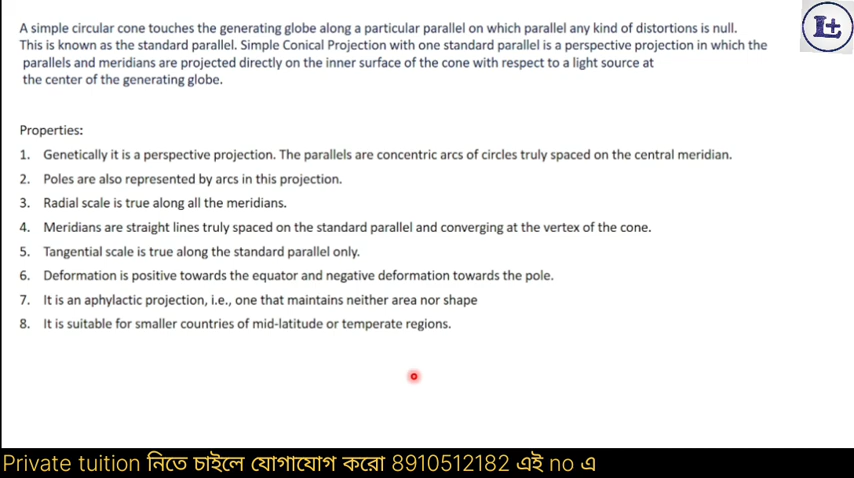 A simple circular cone touches the generating globe along a particular parallel on which parallel any kind of distortions is null.
This is known as the standard parallel. Simple Conical Projection with one standard parallel is a perspective projection in which the
parallels and meridians are projected directly on the inner surface of the cone with respect to a light source at
the center of the generating globe.
Properties:
1. Genetically it is a perspective projection. The parallels are concentric arcs of circles truly spaced on the central meridian.
2. Poles are also represented by arcs in this projection.
3. Radial scale is true along all the meridians.
4. Meridians are straight lines truly spaced on the standard parallel and converging at the vertex of the cone.
5. Tangential scale is true along the standard parallel only.
6. Deformation is positive towards the equator and negative deformation towards the pole.
7. It is an aphylactic projection, i.e., one that maintains neither area nor shape
8. It is suitable for smaller countries of mid-latitude or temperate regions.
Private tuition নিতে চাইলে যোগাযোগ করো 8910512182 এই no এ